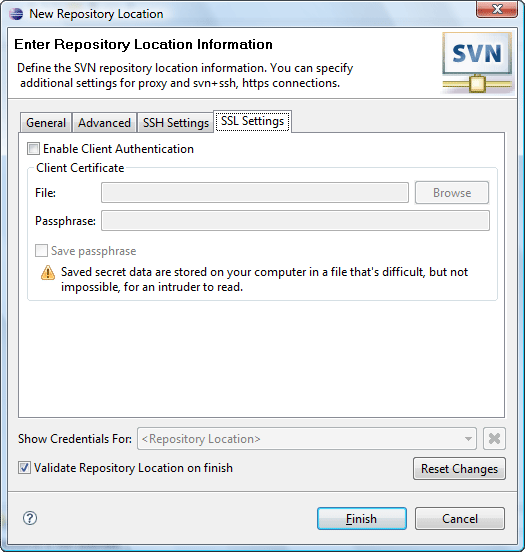 New Repository Location
Enter Repository Location Information
Define the SVN repository location information. You can specify
additional settings for proxy and svn+ssh, https connections.
SVN
General Advanced SSH Settings SSL Settings
Enable Client Authentication
Client Certificate
File: Browse
Passphrase:
Save passphrase
Saved secret data are stored on your computer in a file that's difficult, but not
impossible, for an intruder to read.
Show Credentials For: <Repository Location>
Validate Repository Location on finish
Reset Changes
? Finish Cancel